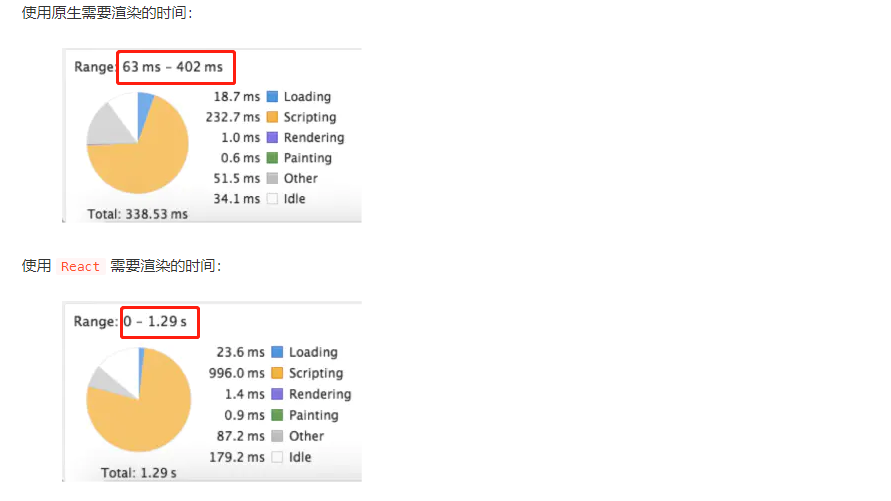 使用原生需要渲染的时间：
Range: 63 ms – 402 ms
18.7 ms Loading
232.7 ms Scripting
1.0 ms Rendering
0.6 ms Painting
51.5 ms Other
34.1 ms Idle
Total: 338.53 ms
使用 React 需要渲染的时间：
Range: 0 – 1.29 s
23.6 ms Loading
996.0 ms Scripting
1.4 ms Rendering
0.9 ms Painting
87.2 ms Other
179.2 ms Idle
Total: 1.29 s